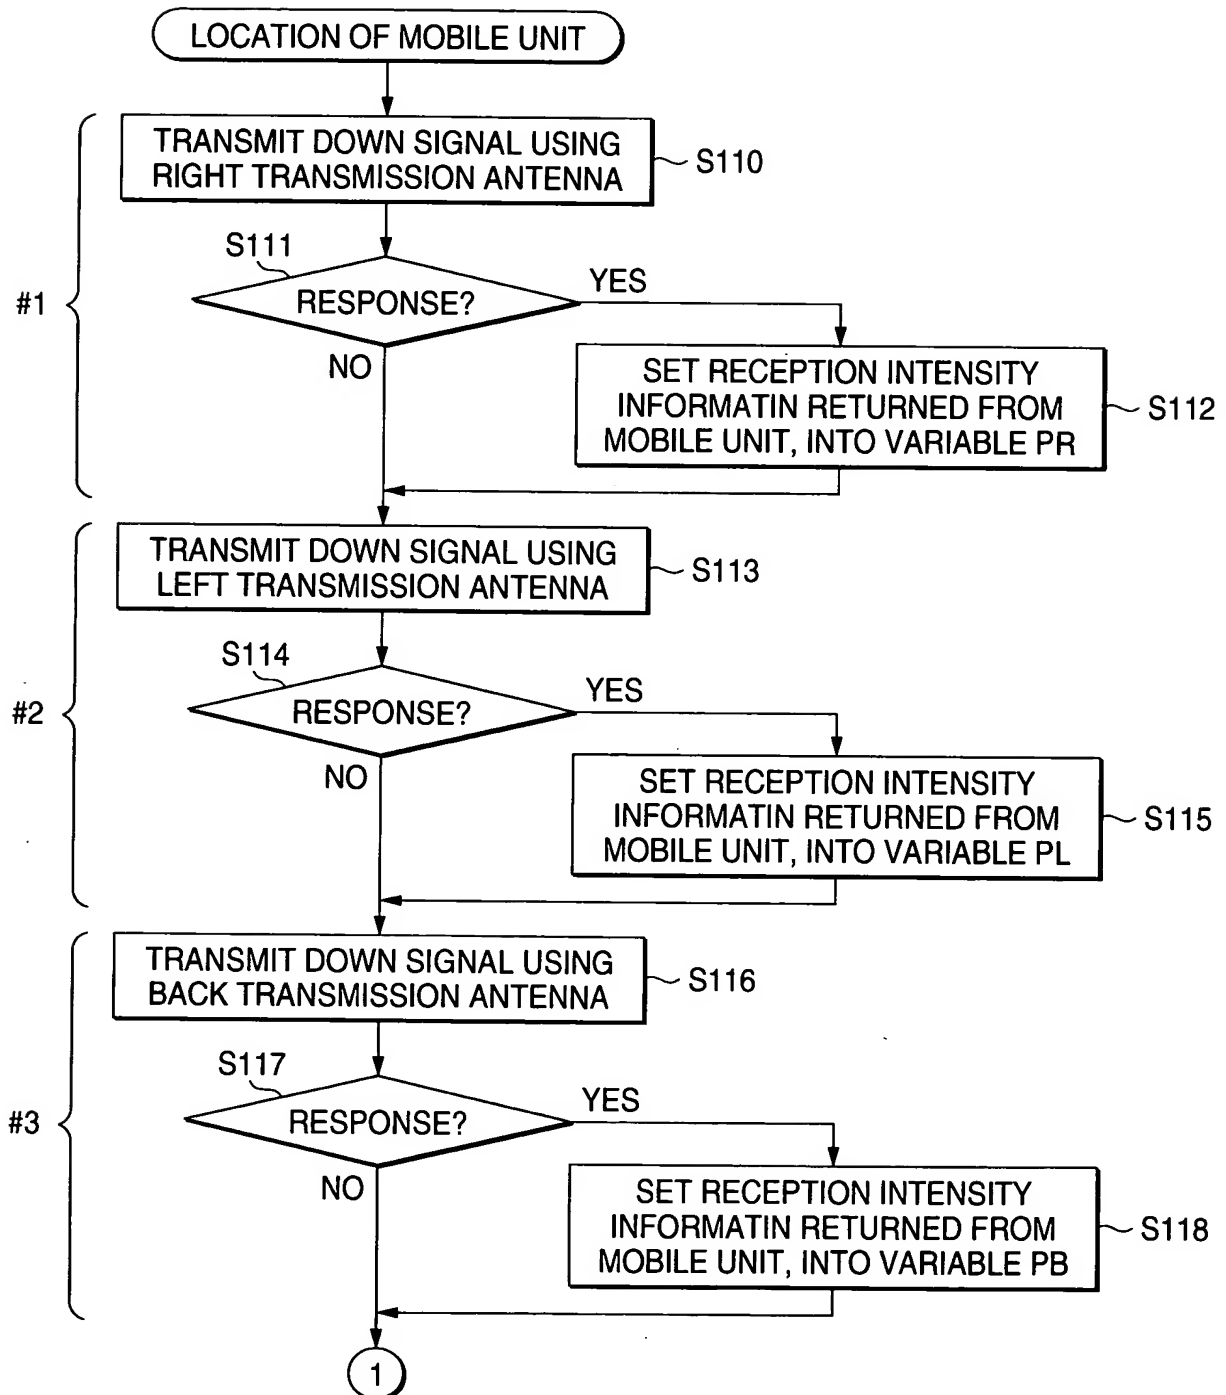 LOCATION OF MOBILE UNIT
TRANSMIT DOWN SIGNAL USING
RIGHT TRANSMISSION ANTENNA
S110
S111
RESPONSE?
YES
NO
#1
SET RECEPTION INTENSITY
INFORMATIN RETURNED FROM
MOBILE UNIT, INTO VARIABLE PR
S112
TRANSMIT DOWN SIGNAL USING
LEFT TRANSMISSION ANTENNA
S113
S114
RESPONSE?
YES
NO
#2
SET RECEPTION INTENSITY
INFORMATIN RETURNED FROM
MOBILE UNIT, INTO VARIABLE PL
S115
TRANSMIT DOWN SIGNAL USING
BACK TRANSMISSION ANTENNA
S116
S117
RESPONSE?
YES
NO
#3
SET RECEPTION INTENSITY
INFORMATIN RETURNED FROM
MOBILE UNIT, INTO VARIABLE PB
S118
1